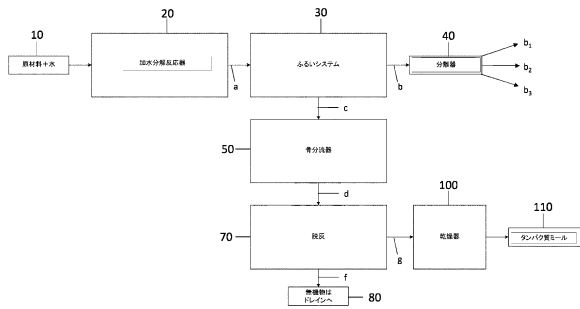 10
20
30
40
原材料＋水
加水分解反応器
ふるいシステム
分離器
b₁
b₂
b₃
a
b
c
50
骨分流器
d
100
110
70
脱灰
乾燥器
タンパク質ミール
g
f
無機物は
ドレインへ
80